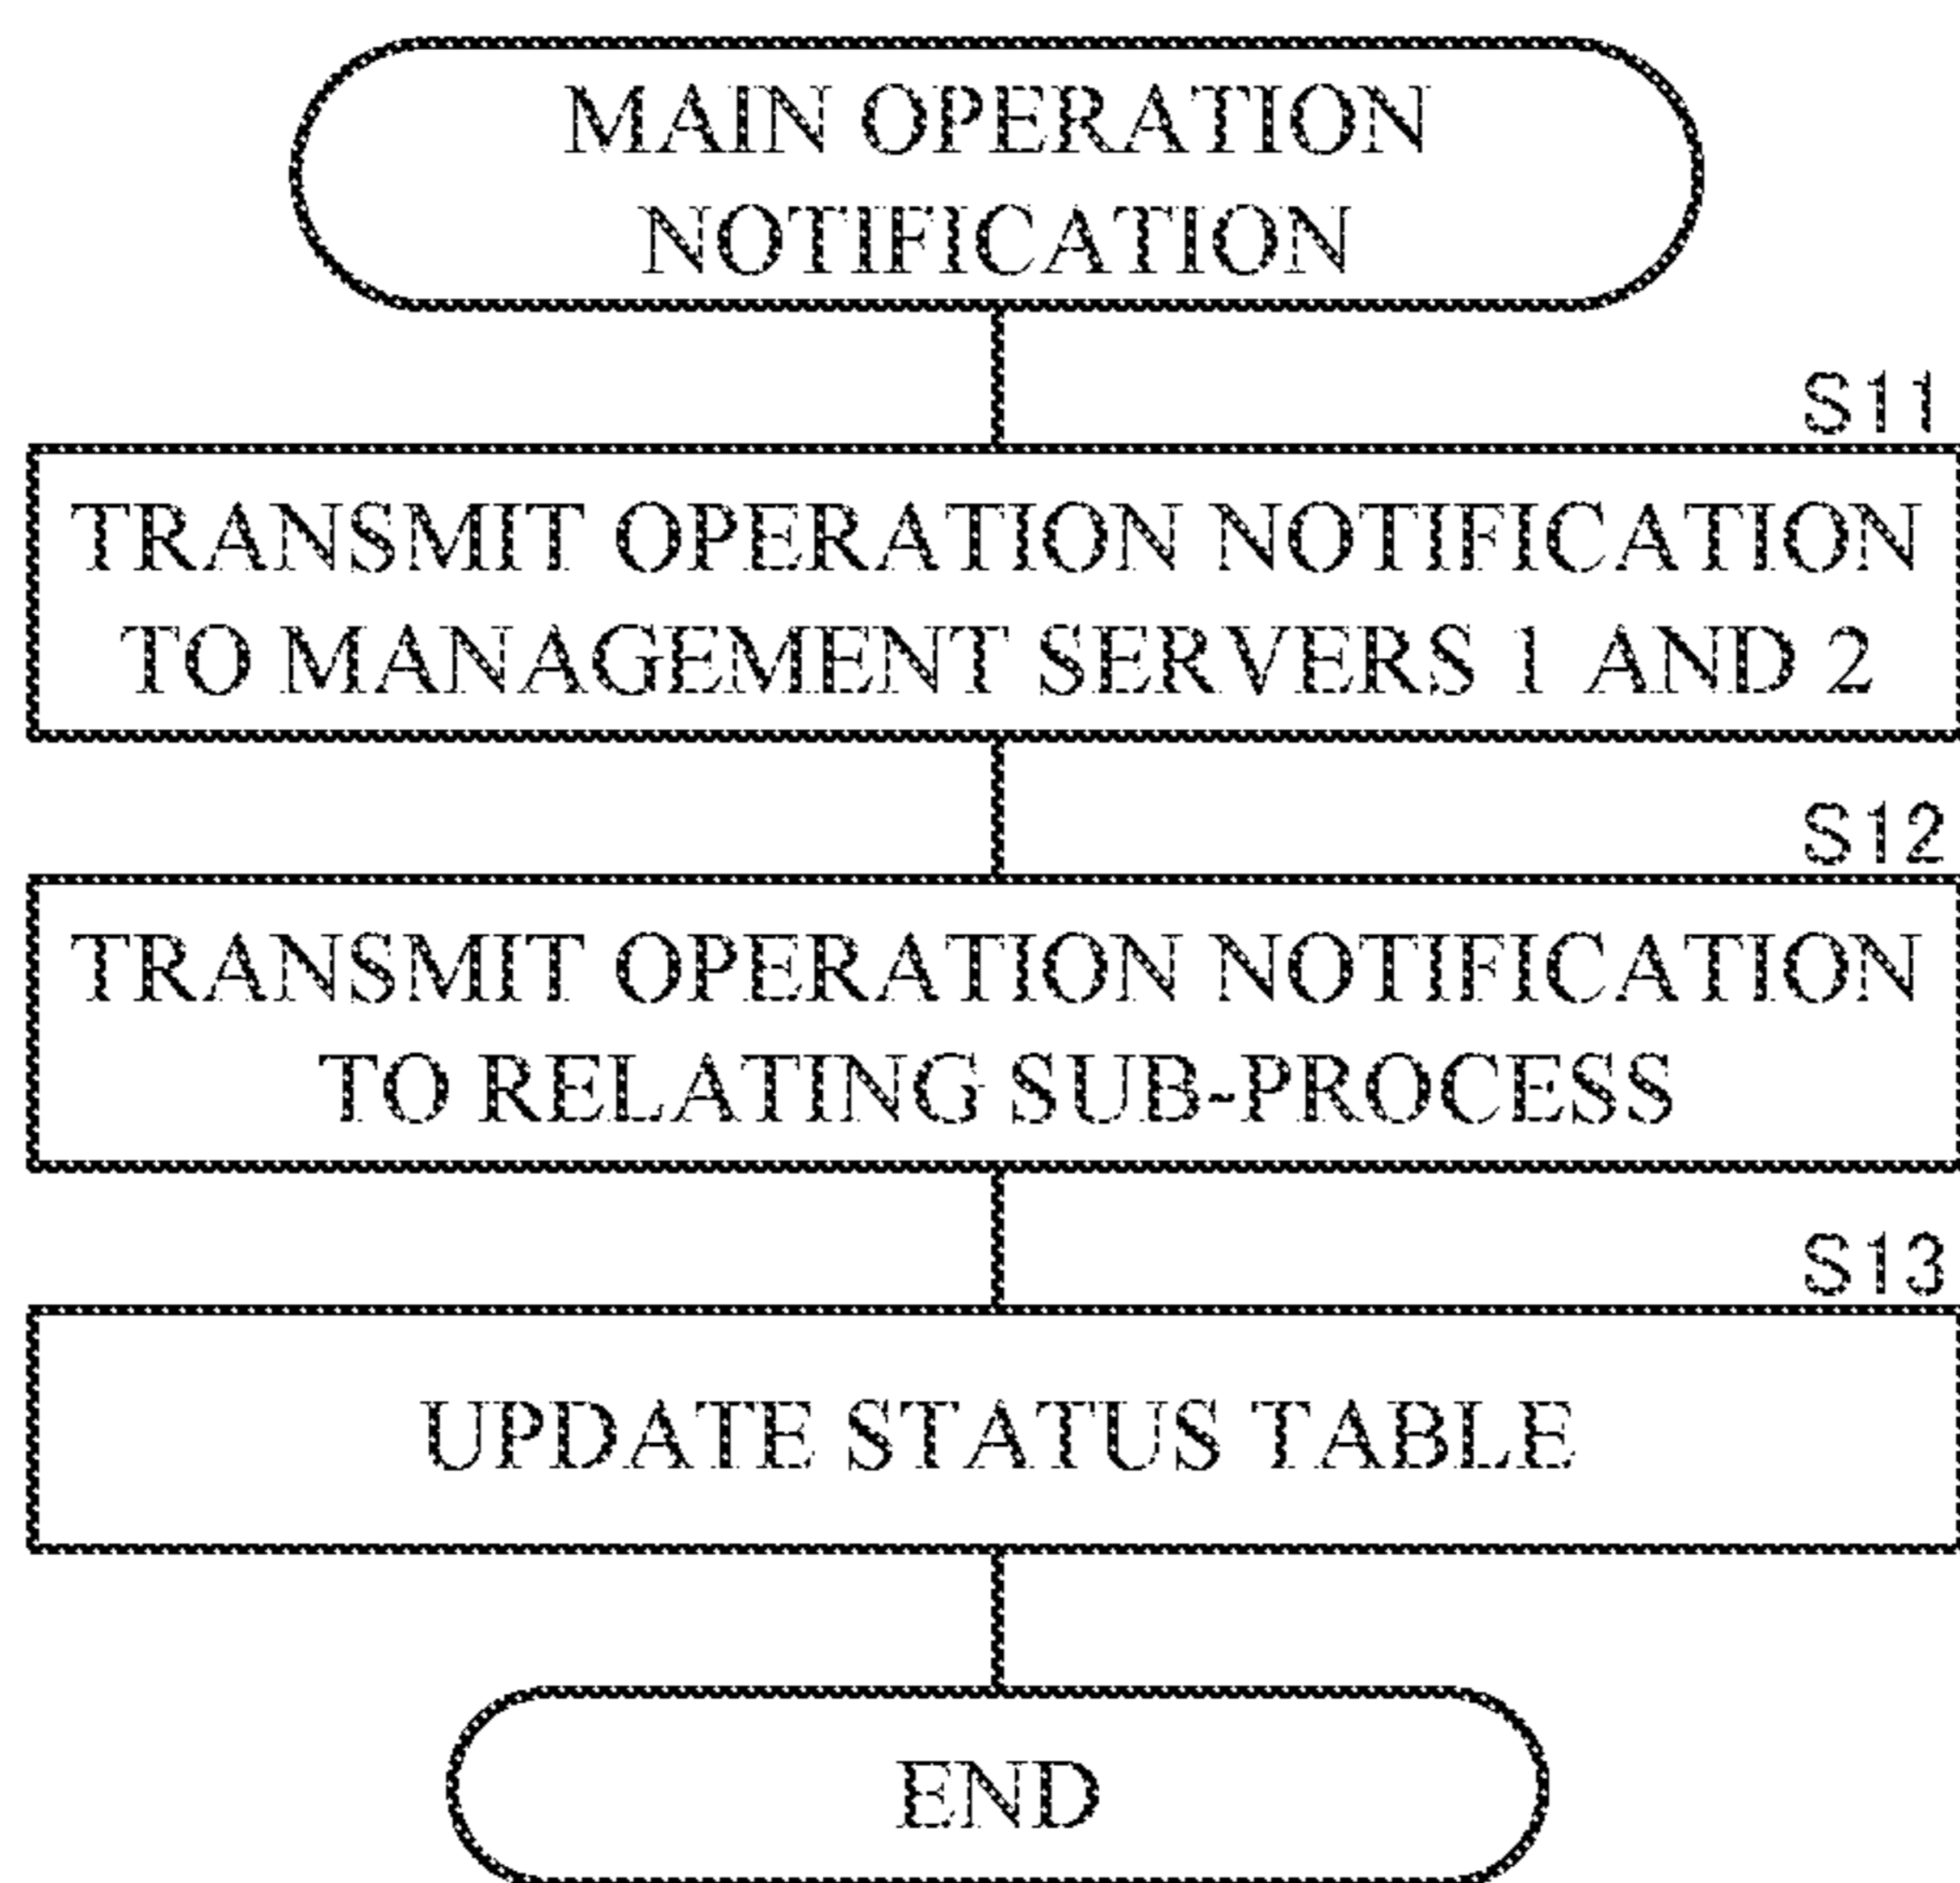 MAIN OPERATION
NOTIFICATION
S11
TRANSMIT OPERATION NOTIFICATION
TO MANAGEMENT SERVERS 1 AND 2
S12
TRANSMIT OPERATION NOTIFICATION
TO RELATING SUB-PROCESS
S13
UPDATE STATUS TABLE
END